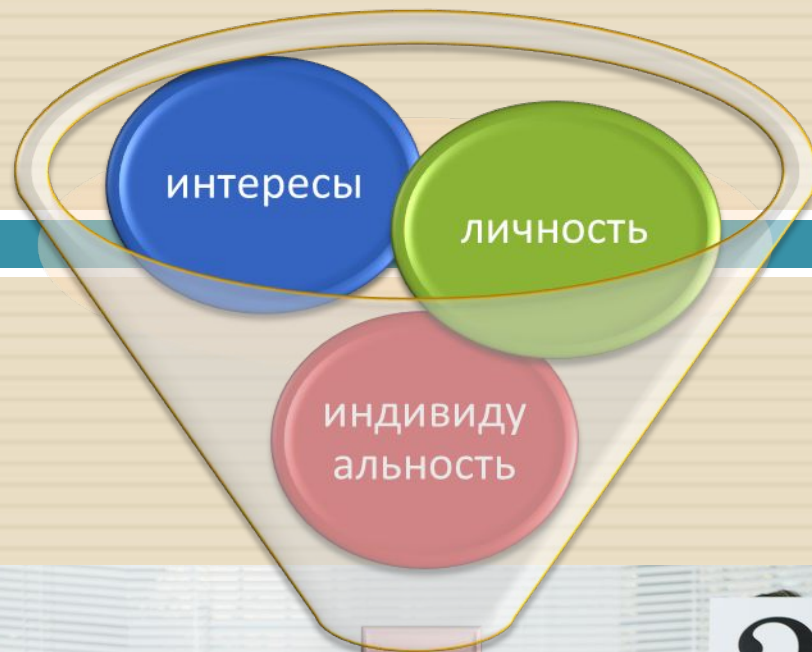 интересы
личность
индивиду
альность